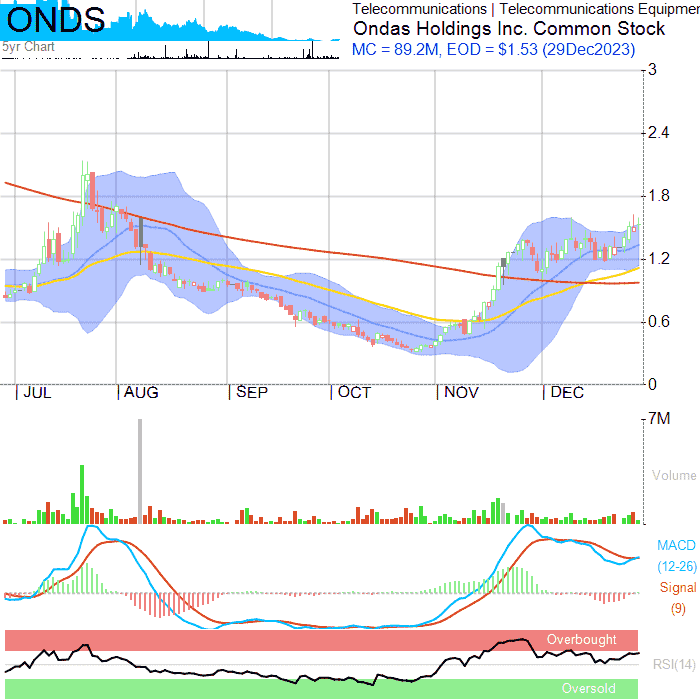 ONDS
5yr Chart
Telecommunications | Telecommunications Equipmen
Ondas Holdings Inc. Common Stock
MC = 89.2M, EOD = $1.53 (29Dec2023)
3
2.4
1.8
1.2
0.6
0
JUL AUG SEP OCT NOV DEC
7M
Volume
MACD
(12-26)
Signal
(9)
Overbought
RSI(14)
Oversold